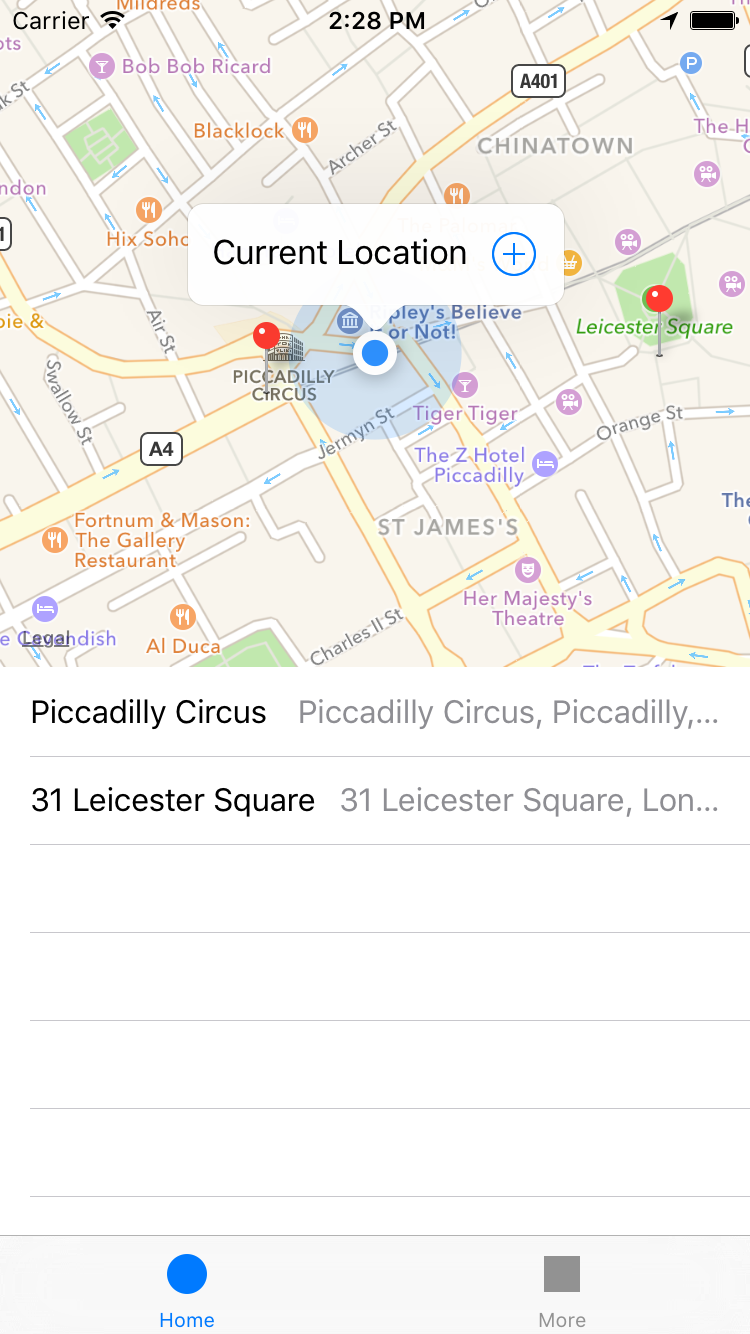 Carrier 2:28 PM
Mildreds
Bob Bob Ricard
P
A401
Blacklock
Archer St
CHINATOWN
The H
Hix Soho
Current Location
Ripley's Believe
or Not!
Leicester Square
Air St
PICCADILLY
CIRCUS
Swallow St
Tiger Tiger
Jermyn St
Orange St
A4
The Z Hotel
Piccadilly
The
Fortnum & Mason:
The Gallery
Restaurant
ST JAMES'S
Her Majesty's
Theatre
Legal
Al Duca
Charles II St
Piccadilly Circus Piccadilly Circus, Piccadilly,...
31 Leicester Square 31 Leicester Square, Lon...
Home More